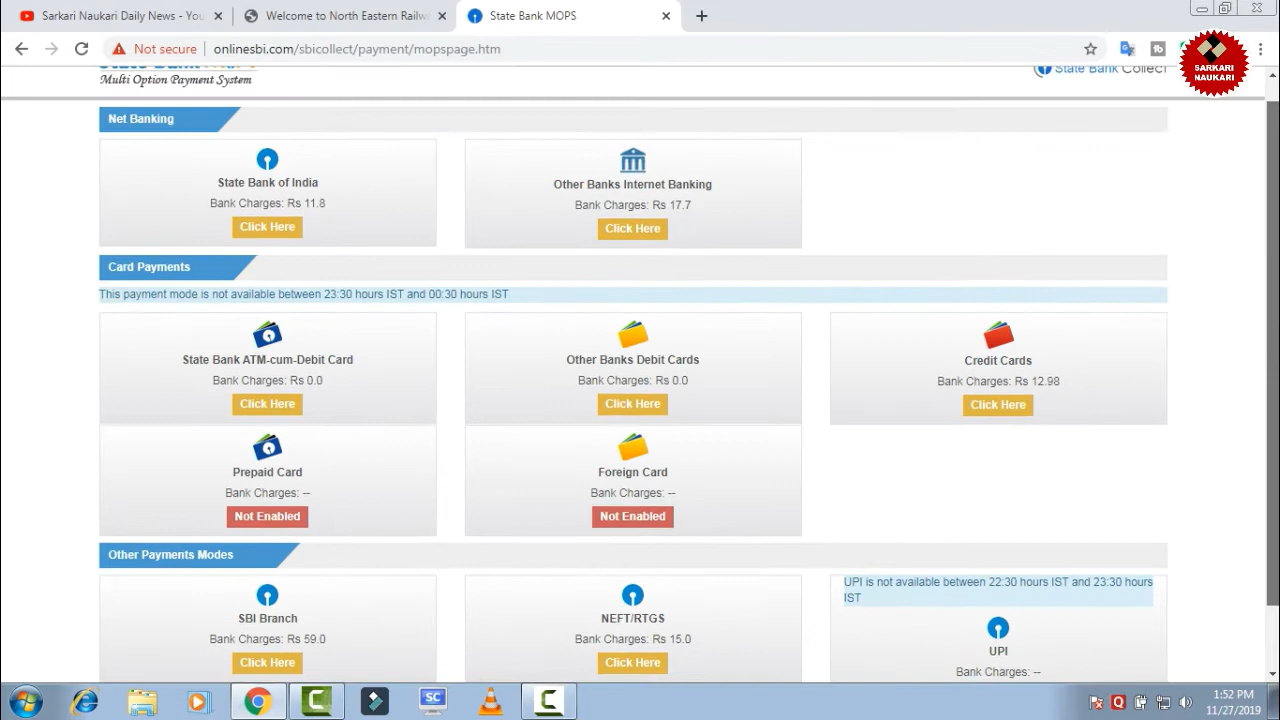 Sarkari Naukari Daily News - Yo
Welcome to North Eastern Railw
State Bank MOPS
Not secure
onlinesbi.com/sbicollect/payment/mopspage.htm
SARKARI
NAUKARI
Multi Option Payment System
State Bank Collect
Net Banking
State Bank of India
Bank Charges: Rs 11.8
Click Here
Other Banks Internet Banking
Bank Charges: Rs 17.7
Click Here
Card Payments
This payment mode is not available between 23:30 hours IST and 00:30 hours IST
State Bank ATM-cum-Debit Card
Bank Charges: Rs 0.0
Click Here
Other Banks Debit Cards
Bank Charges: Rs 0.0
Click Here
Credit Cards
Bank Charges: Rs 12.98
Click Here
Prepaid Card
Bank Charges: --
Not Enabled
Foreign Card
Bank Charges: --
Not Enabled
Other Payments Modes
SBI Branch
Bank Charges: Rs 59.0
Click Here
NEFT/RTGS
Bank Charges: Rs 15.0
Click Here
UPI is not available between 22:30 hours IST and 23:30 hours
IST
UPI
Bank Charges: --
SC
1:52 PM
11/27/2019